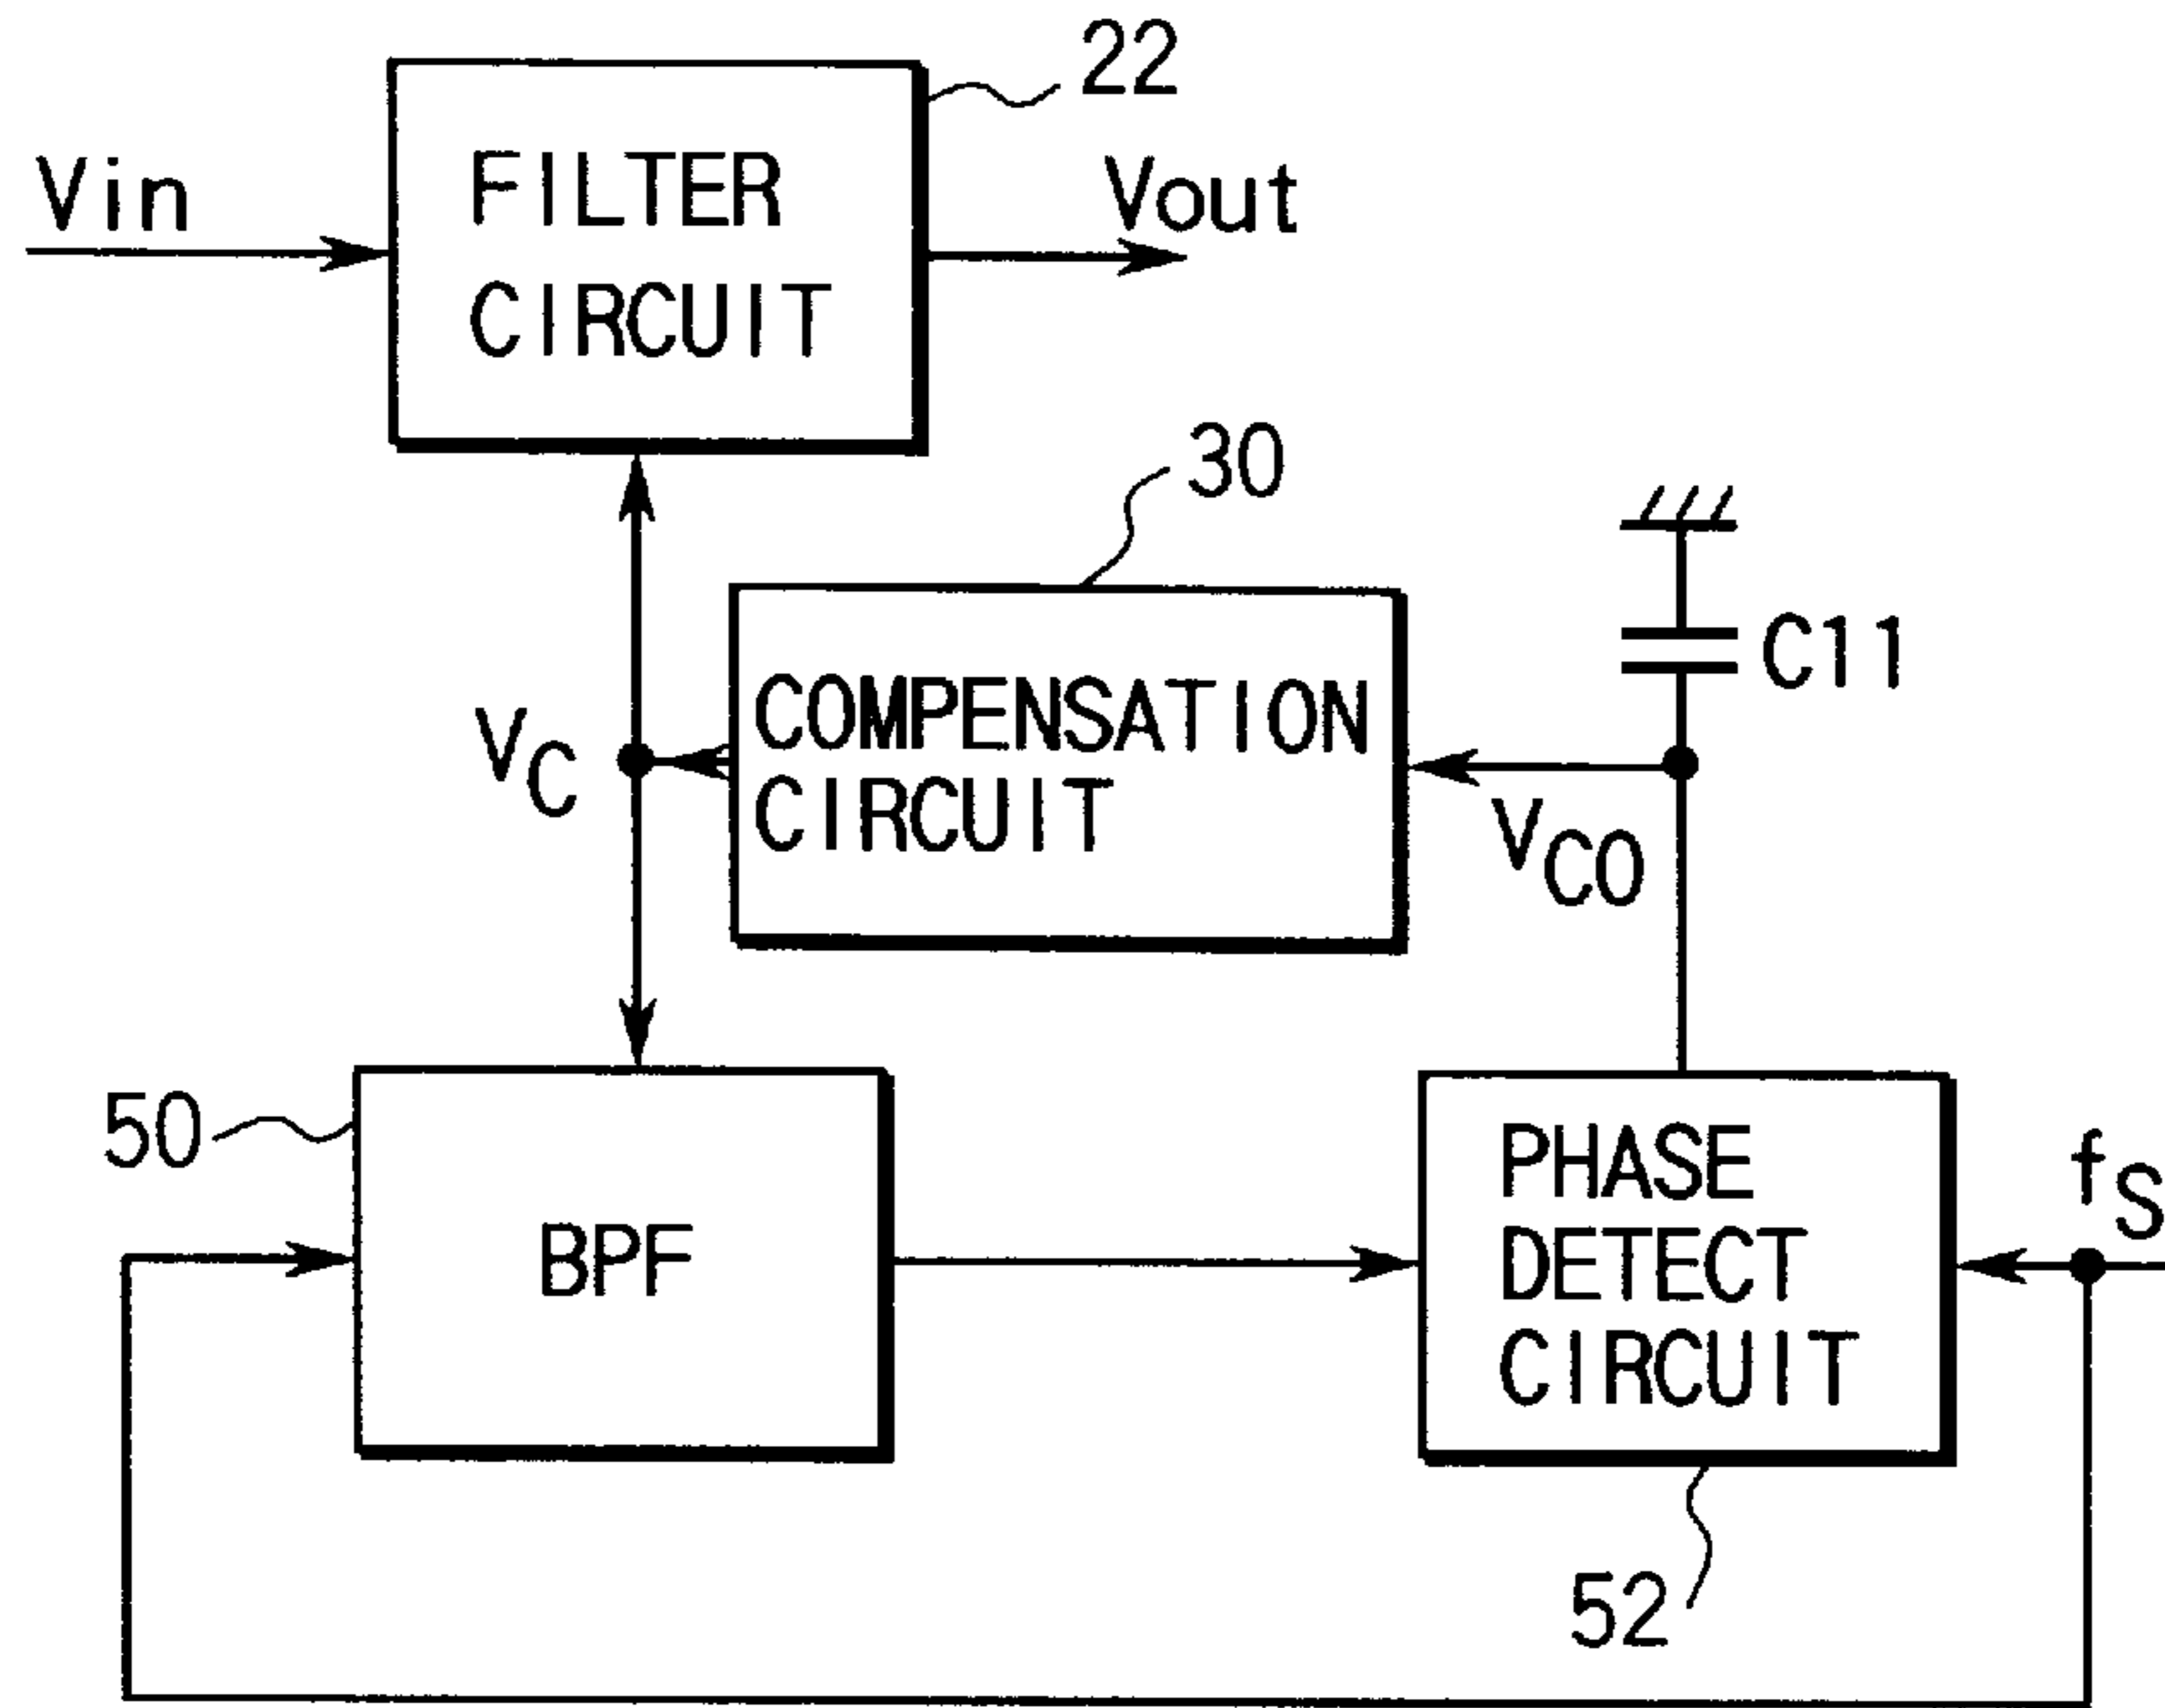 22
Vin
FILTER
CIRCUIT
Vout
30
C11
COMPENSATION
CIRCUIT
VC
VC0
50
BPF
PHASE
DETECT
CIRCUIT
fS
52